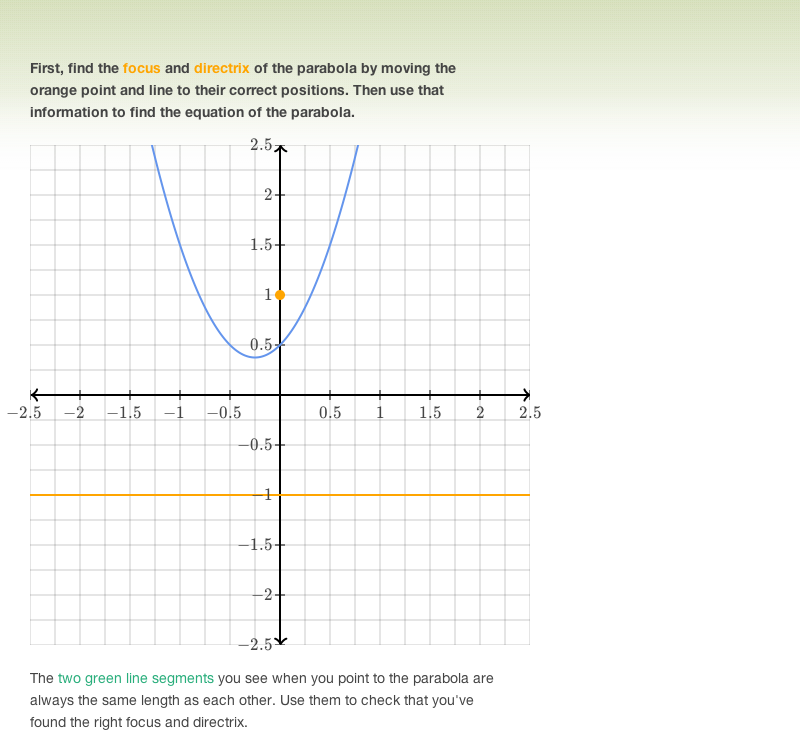 First, find the focus and directrix of the parabola by moving the
orange point and line to their correct positions. Then use that
information to find the equation of the parabola.
2.5
2
1.5
1
0.5
−2.5 −2 −1.5 −1 −0.5 0.5 1 1.5 2 2.5
−0.5
−1
−1.5
−2
−2.5
The two green line segments you see when you point to the parabola are
always the same length as each other. Use them to check that you've
found the right focus and directrix.